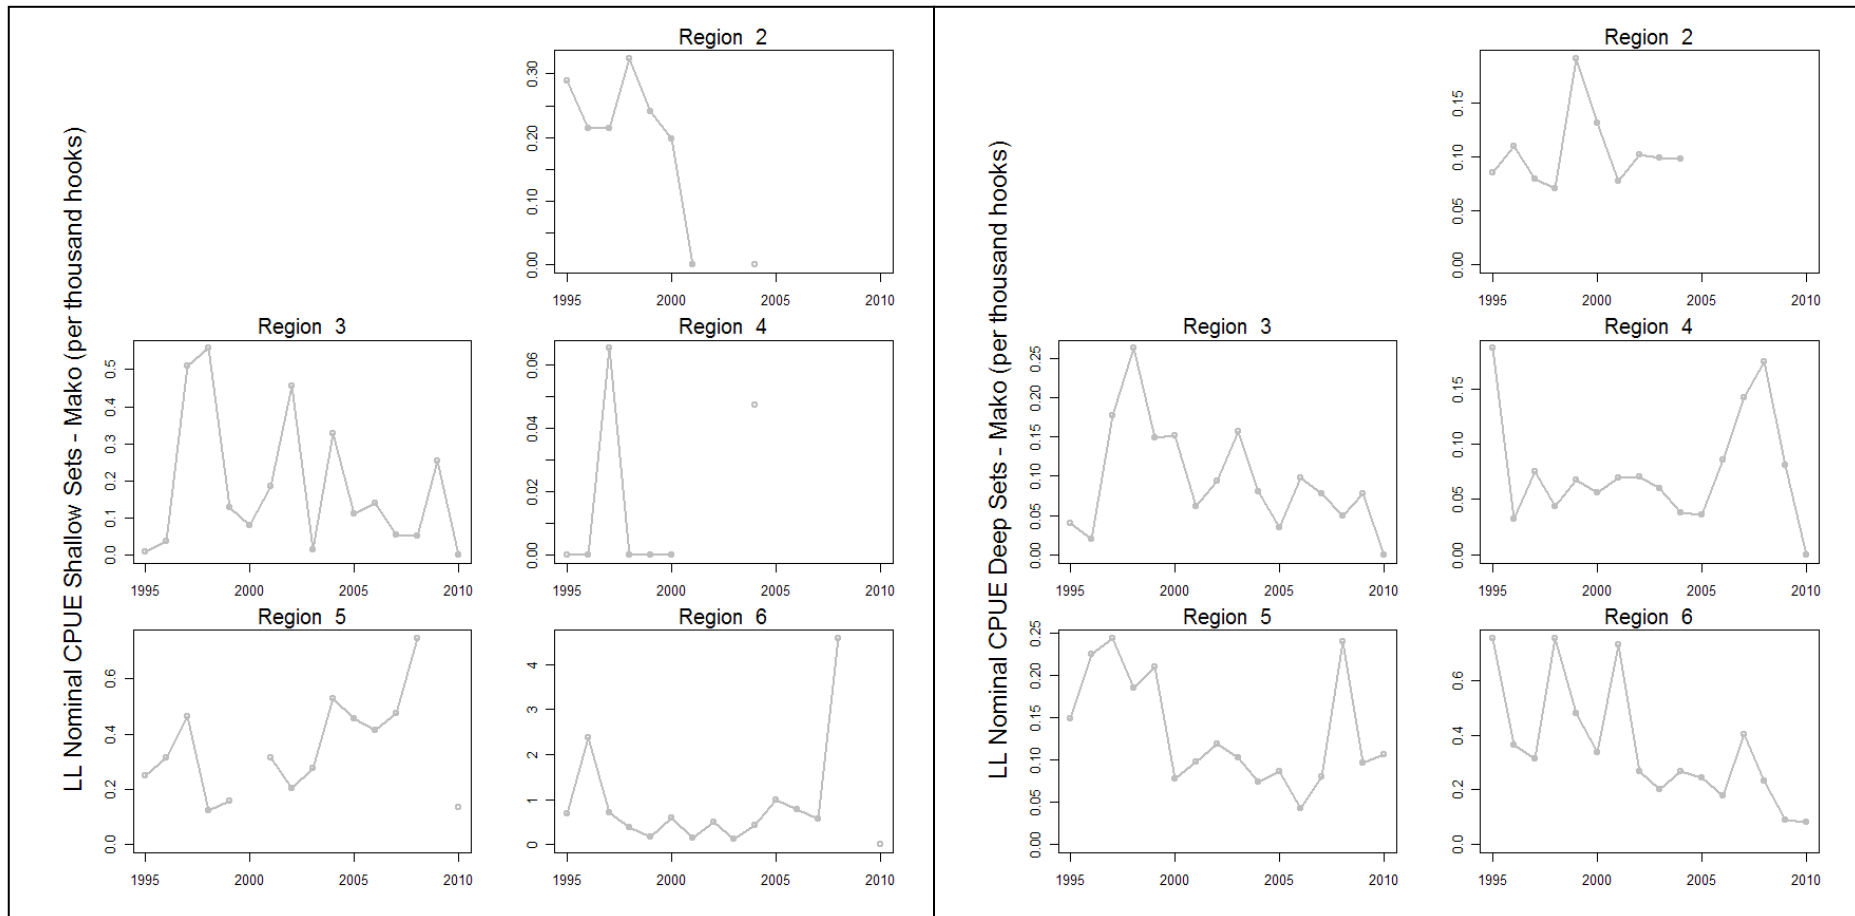 LL Nominal CPUE Shallow Sets - Mako (per thousand hooks)
Region 2
0.30
0.20
0.10
0.00
1995 2000 2005 2010
Region 3
0.5
0.4
0.3
0.2
0.1
0.0
1995 2000 2005 2010
Region 4
0.06
0.04
0.02
0.00
1995 2000 2005 2010
Region 5
0.6
0.4
0.2
0.0
1995 2000 2005 2010
Region 6
4
3
2
1
0
1995 2000 2005 2010
LL Nominal CPUE Deep Sets - Mako (per thousand hooks)
Region 2
0.15
0.10
0.05
0.00
1995 2000 2005 2010
Region 3
0.25
0.20
0.15
0.10
0.05
0.00
1995 2000 2005 2010
Region 4
0.15
0.10
0.05
0.00
1995 2000 2005 2010
Region 5
0.25
0.20
0.15
0.10
0.05
0.00
1995 2000 2005 2010
Region 6
0.6
0.4
0.2
0.0
1995 2000 2005 2010